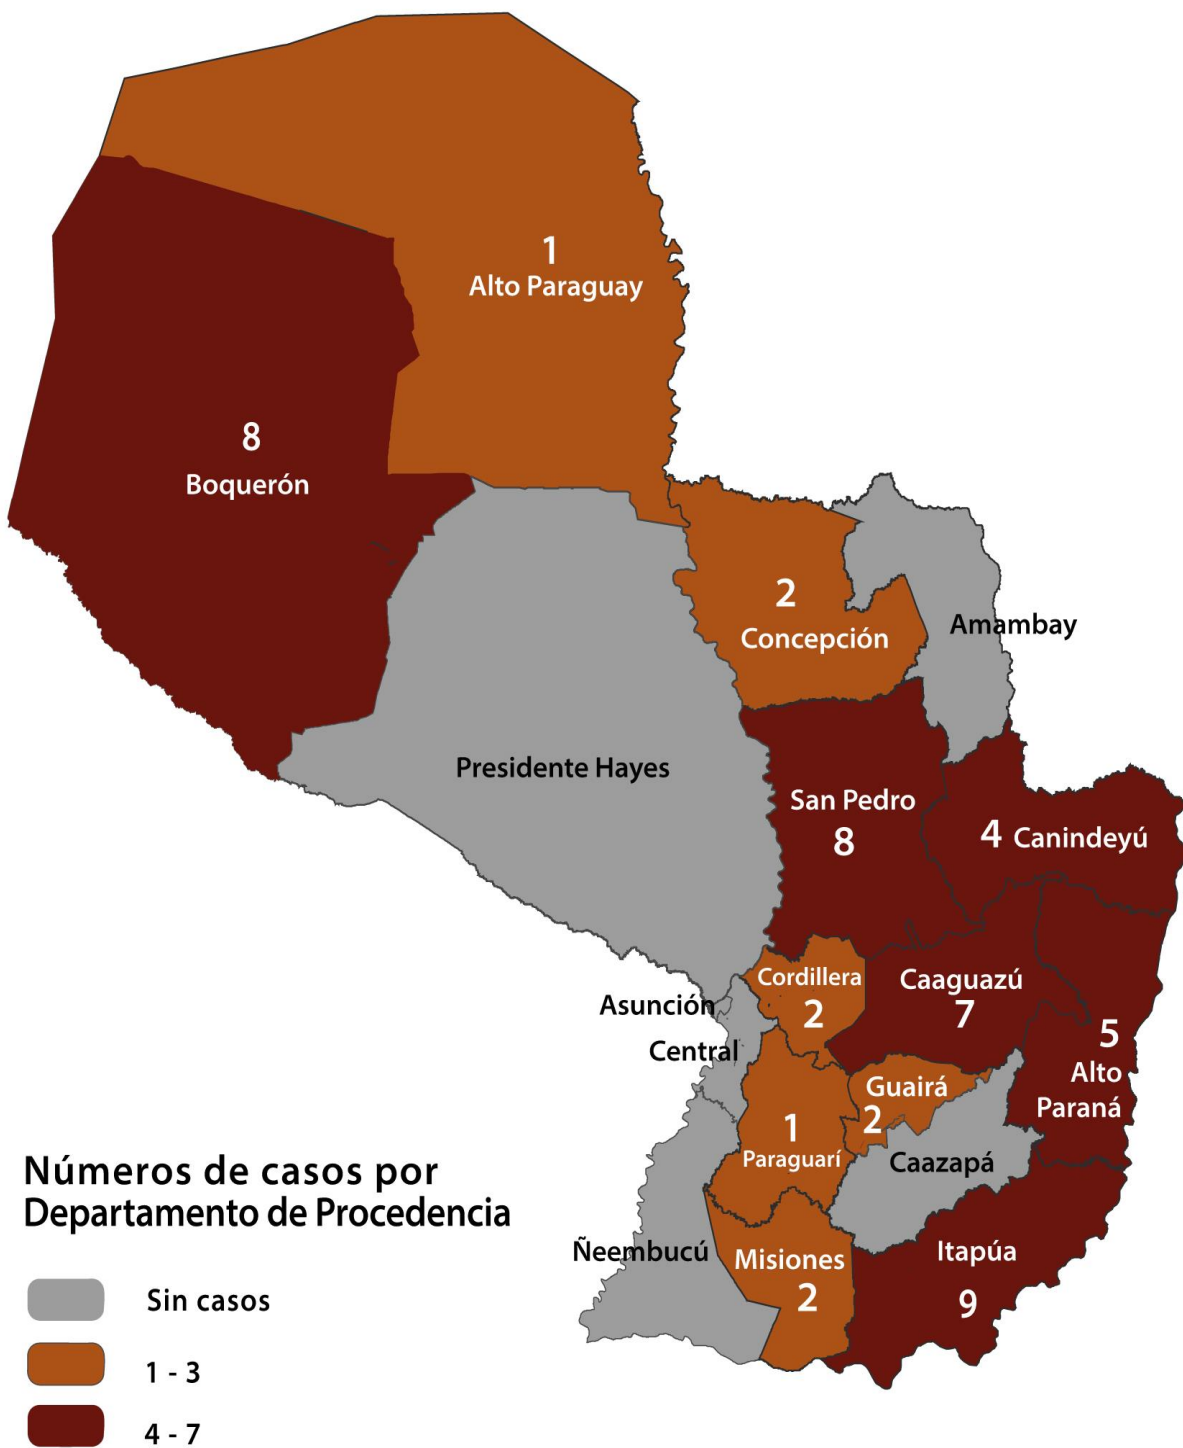 1
Alto Paraguay
8
Boquerón
2
Concepción
Amambay
Presidente Hayes
San Pedro
8
4 Canindeyú
Cordillera
2
Caaguazú
7
Asunción
Central
5
Alto
Paraná
Guairá
2
1
Paraguarí
Caazapá
Ñeembucú
Misiones
2
Itapúa
9
Números de casos por
Departamento de Procedencia
Sin casos
1 - 3
4 - 7